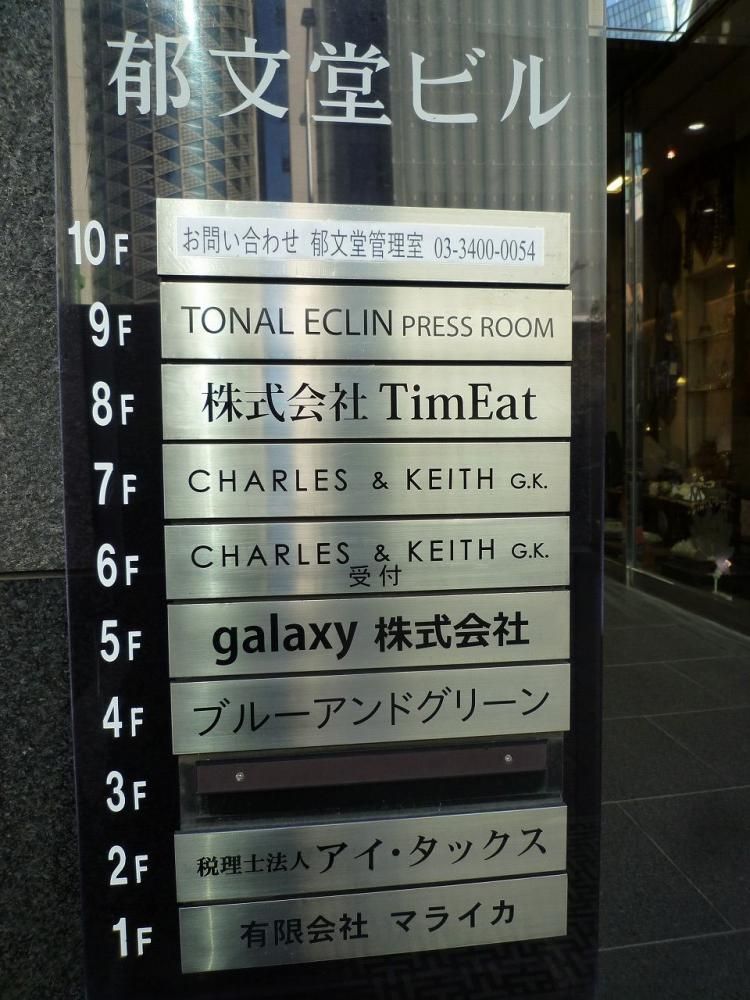 郁文堂ビル
10F お問い合わせ 郁文堂管理室 03-3400-0054
9F TONAL ECLIN PRESS ROOM
8F 株式会社 TimEat
7F CHARLES & KEITH G.K.
6F CHARLES & KEITH G.K.
受付
5F galaxy 株式会社
4F ブルーアンドグリーン
3F
2F 税理士法人アイ・タックス
1F 有限会社 マライカ